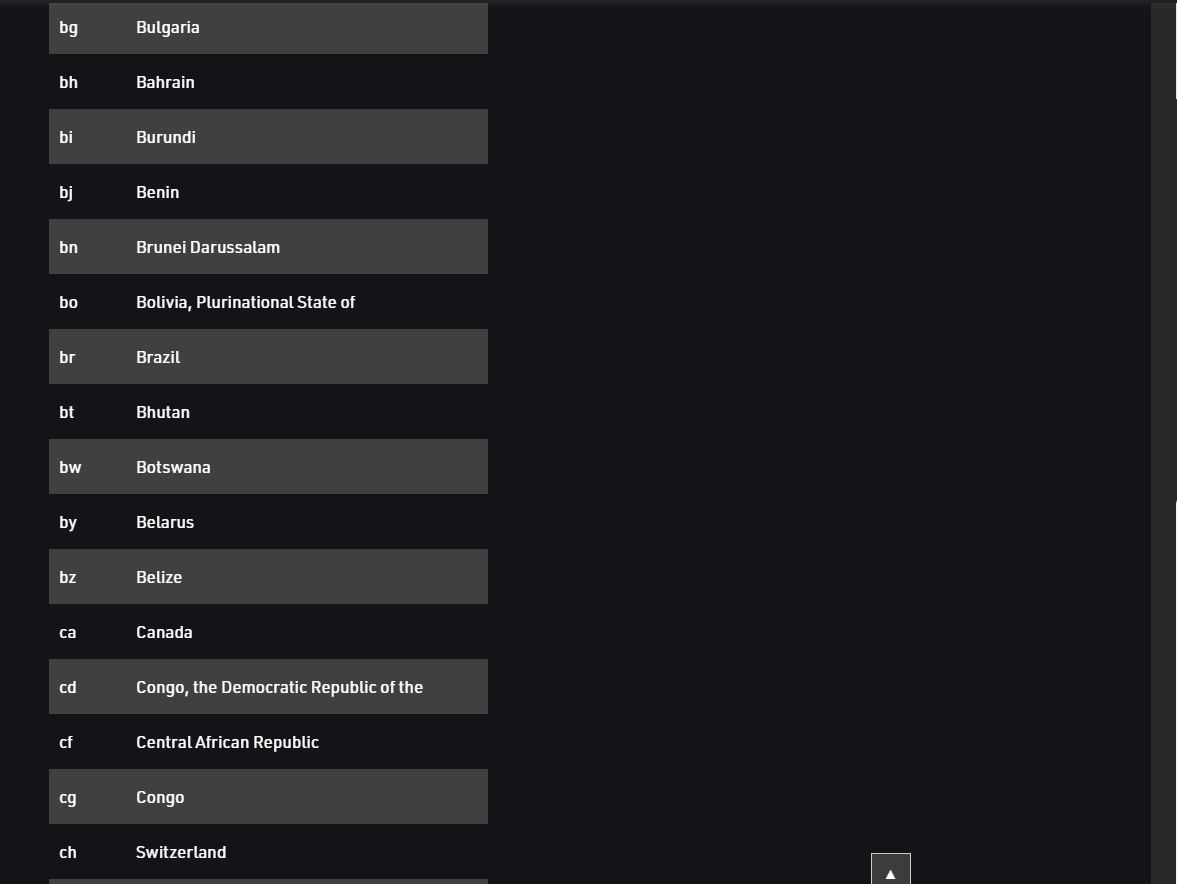 bg Bulgaria
bh Bahrain
bi Burundi
bj Benin
bn Brunei Darussalam
bo Bolivia, Plurinational State of
br Brazil
bt Bhutan
bw Botswana
by Belarus
bz Belize
ca Canada
cd Congo, the Democratic Republic of the
cf Central African Republic
cg Congo
ch Switzerland